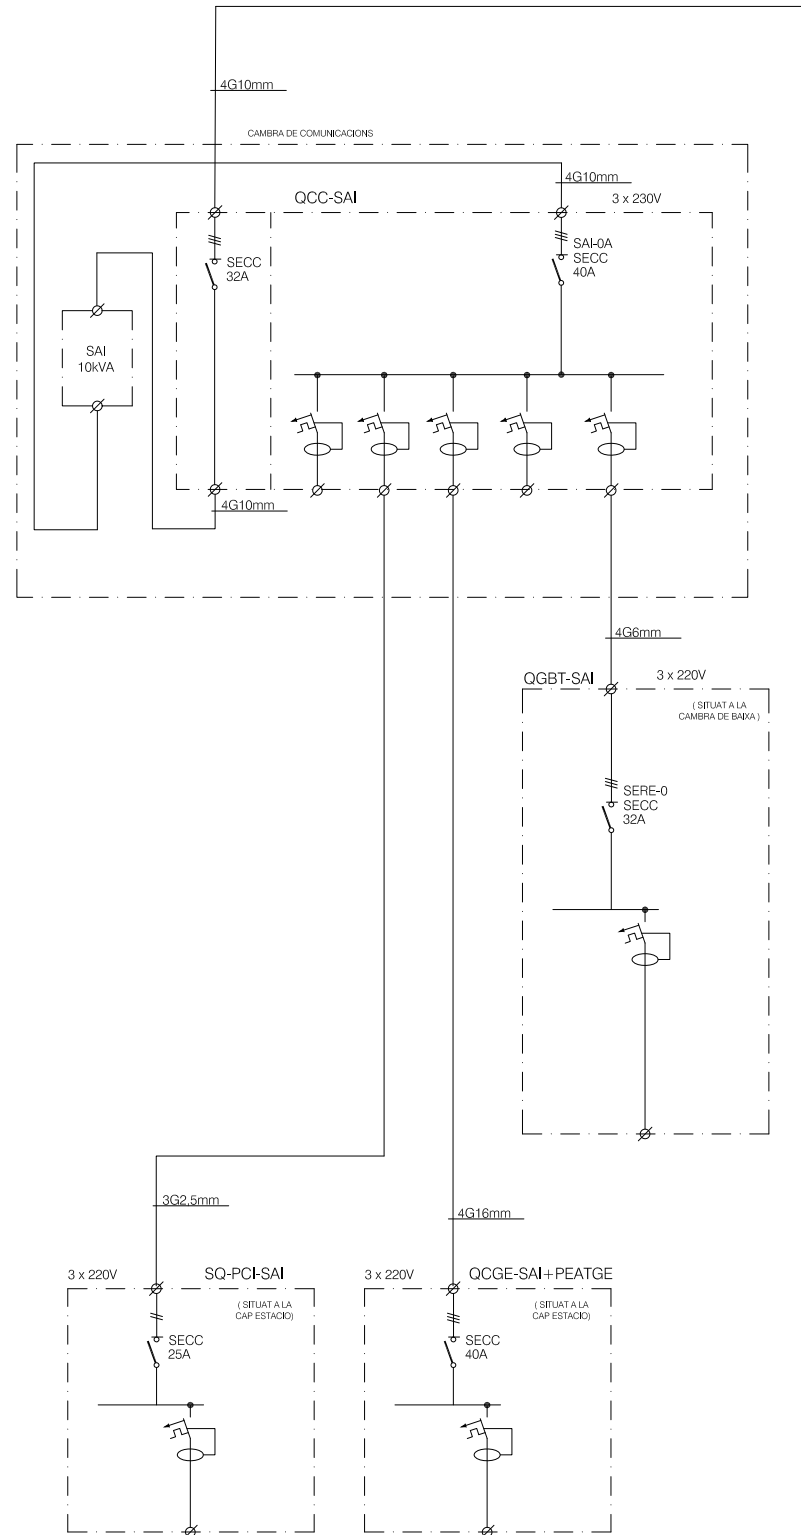 4G10mm
CAMBRA DE COMUNICACIONS
4G10mm
QCC-SAI
3 x 230V
SECC
32A
SAI-0A
SECC
40A
SAI
10kVA
4G10mm
4G6mm
QGBT-SAI
3 x 220V
( SITUAT A LA
CAMBRA DE BAIXA )
SERE-0
SECC
32A
3G2,5mm
4G16mm
3 x 220V
SQ-PCI-SAI
( SITUAT A LA
CAP ESTACIO)
SECC
25A
3 x 220V
QCGE-SAI+PEATGE
( SITUAT A LA
CAP ESTACIO)
SECC
40A